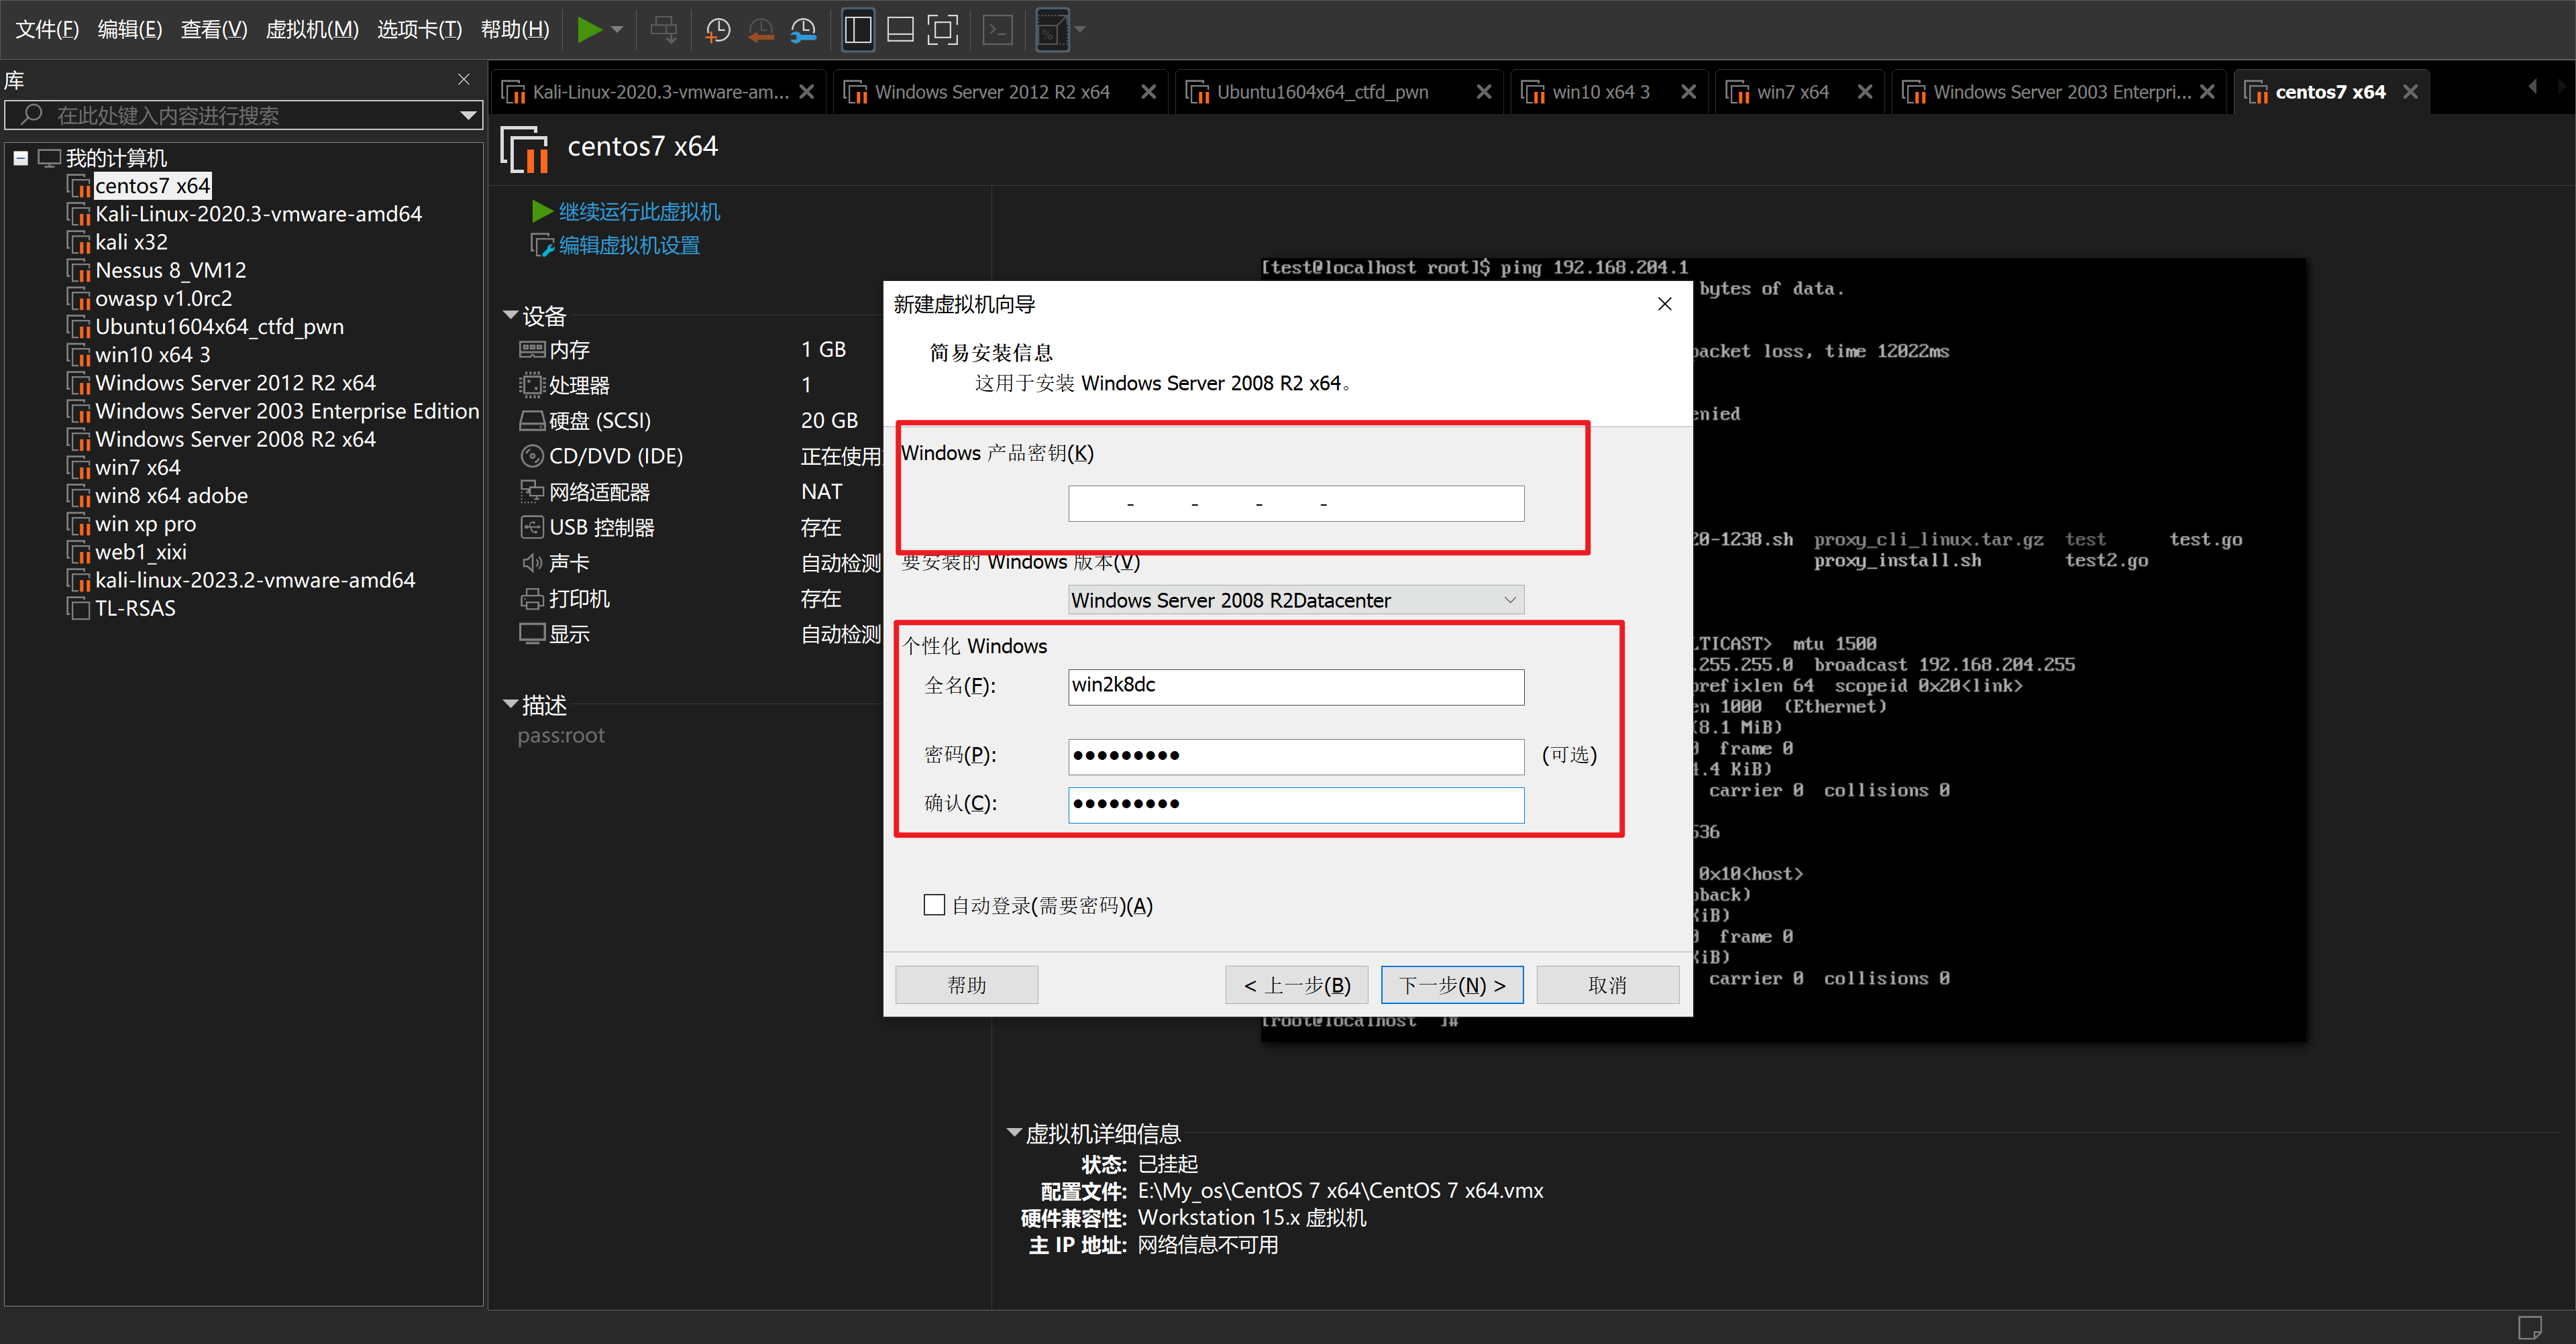 文件(F) 编辑(E) 查看(V) 虚拟机(M) 选项卡(T) 帮助(H)
库
在此处键入内容进行搜索
我的计算机
centos7 x64
Kali-Linux-2020.3-vmware-amd64
kali x32
Nessus 8_VM12
owasp v1.0rc2
Ubuntu1604x64_ctfd_pwn
win10 x64 3
Windows Server 2012 R2 x64
Windows Server 2003 Enterprise Edition
Windows Server 2008 R2 x64
win7 x64
win8 x64 adobe
win xp pro
web1_xixi
kali-linux-2023.2-vmware-amd64
TL-RSAS
Kali-Linux-2020.3-vmware-am... Windows Server 2012 R2 x64 Ubuntu1604x64_ctfd_pwn win10 x64 3 win7 x64 Windows Server 2003 Enterpri... centos7 x64
centos7 x64
继续运行此虚拟机
编辑虚拟机设置
设备
内存 1 GB
处理器 1
硬盘 (SCSI) 20 GB
CD/DVD (IDE) 正在使用
网络适配器 NAT
USB 控制器 存在
声卡 自动检测
打印机 存在
显示 自动检测
描述
pass:root
[test@localhost root]$ ping 192.168.204.1
bytes of data.
packet loss, time 12022ms
enied
20-1238.sh proxy_cli_linux.tar.gz test test.go
proxy_install.sh test2.go
LTICAST> mtu 1500
.255.255.0 broadcast 192.168.204.255
prefixlen 64 scopeid 0x20<link>
en 1000 (Ethernet)
(8.1 MiB)
0 frame 0
4.4 KiB)
carrier 0 collisions 0
536
0x10<host>
pback)
KiB)
0 frame 0
KiB)
carrier 0 collisions 0
[root@localhost ]#
新建虚拟机向导
简易安装信息
这用于安装 Windows Server 2008 R2 x64。
Windows 产品密钥(K)
- - - -
要安装的 Windows 版本(V)
Windows Server 2008 R2Datacenter
个性化 Windows
全名(F): win2k8dc
密码(P): ●●●●●●●●● (可选)
确认(C): ●●●●●●●●●
自动登录(需要密码)(A)
帮助 < 上一步(B) 下一步(N) > 取消
虚拟机详细信息
状态: 已挂起
配置文件: E:\My_os\CentOS 7 x64\CentOS 7 x64.vmx
硬件兼容性: Workstation 15.x 虚拟机
主 IP 地址: 网络信息不可用